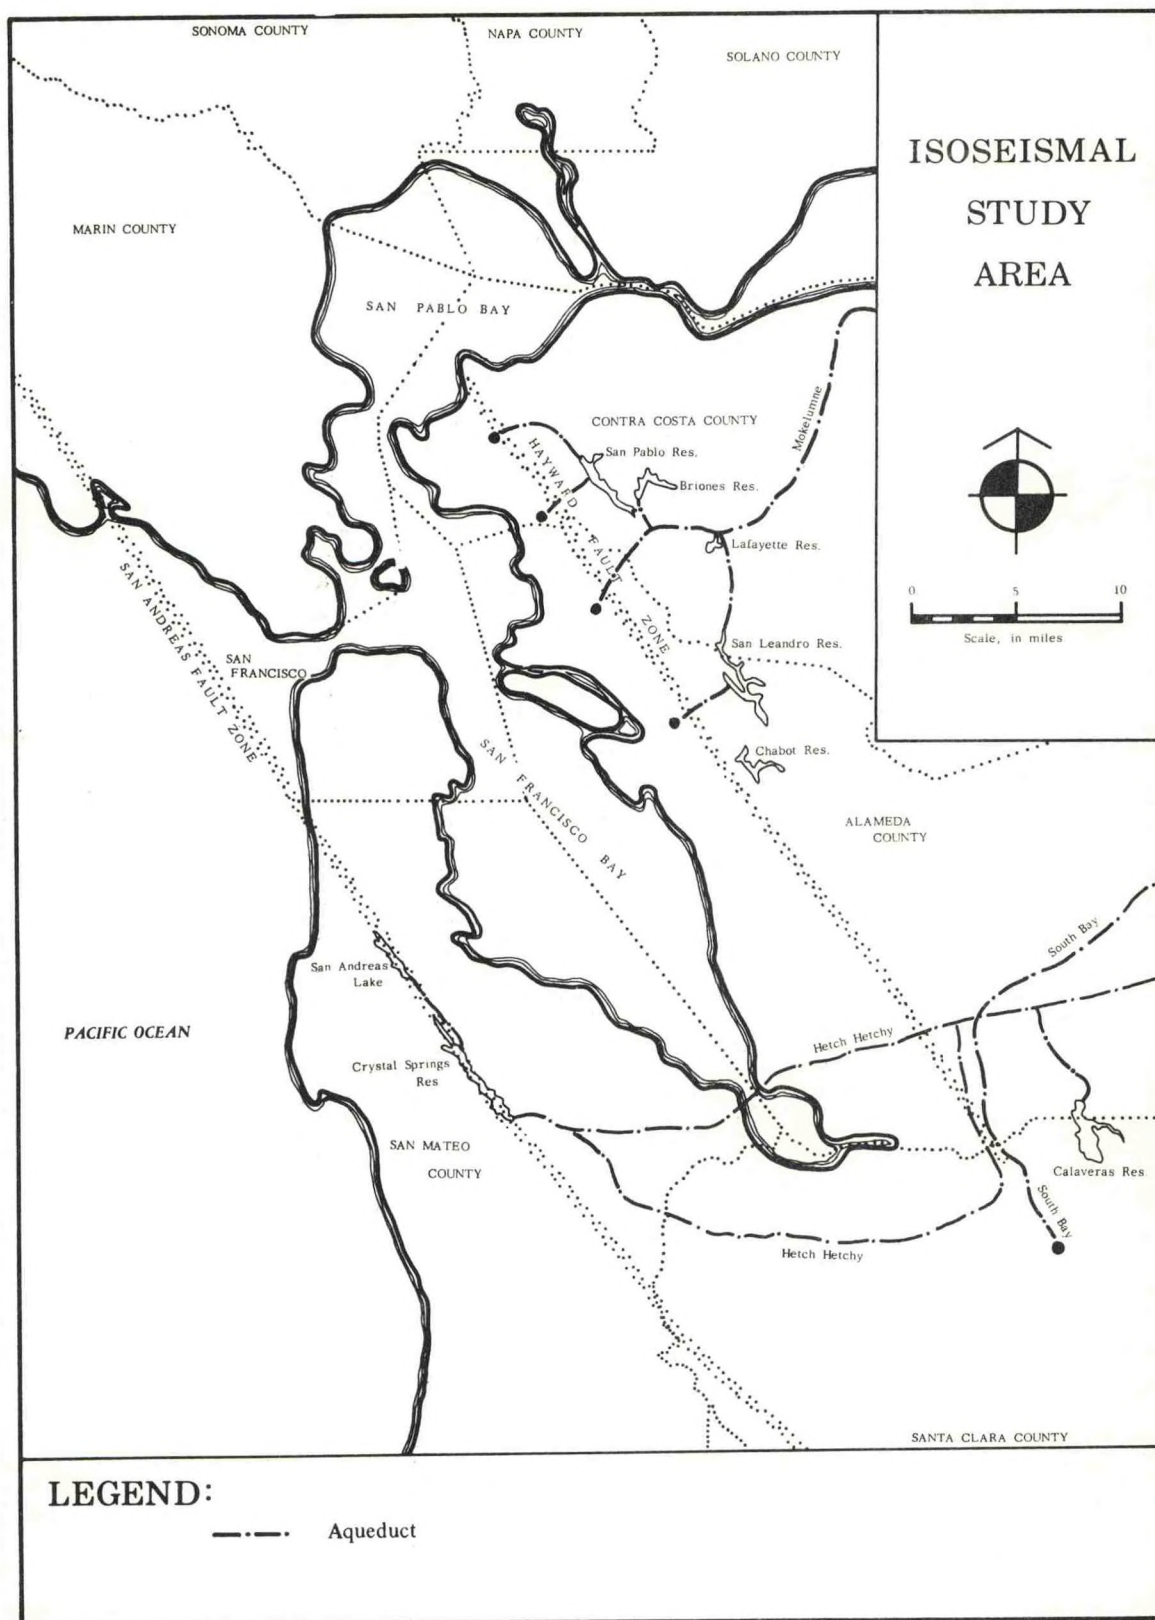 SONOMA COUNTY
NAPA COUNTY
SOLANO COUNTY
ISOSEISMAL
STUDY
AREA
MARIN COUNTY
SAN PABLO BAY
Mokelumne
CONTRA COSTA COUNTY
HAYWARD FAULT ZONE
San Pablo Res.
Briones Res.
Lafayette Res.
0 5 10
Scale, in miles
SAN ANDREAS FAULT ZONE
SAN
FRANCISCO
San Leandro Res.
Chabot Res.
SAN FRANCISCO BAY
ALAMEDA
COUNTY
South Bay
San Andreas
Lake
PACIFIC OCEAN
Hetch Hetchy
Crystal Springs
Res
SAN MATEO
COUNTY
Calaveras Res.
South Bay
Hetch Hetchy
SANTA CLARA COUNTY
LEGEND:
Aqueduct